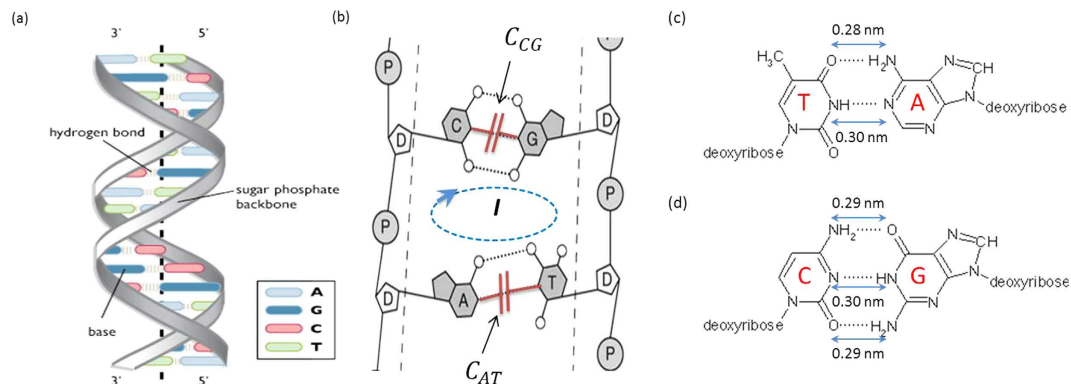 (a)
3' 5'
hydrogen bond
sugar phosphate
backbone
base
3' 5'
A
G
C
T
(b)
C_CG
P P
D C G D
I
P P
D A T D
P
C_AT
(c)
0.28 nm
H3C O H2N
T NH N A N CH
N N N
O
deoxyribose
deoxyribose
0.30 nm
(d)
0.29 nm
NH2 O
C N HN G N CH
N N N
O H2N
deoxyribose
deoxyribose
0.30 nm
0.29 nm